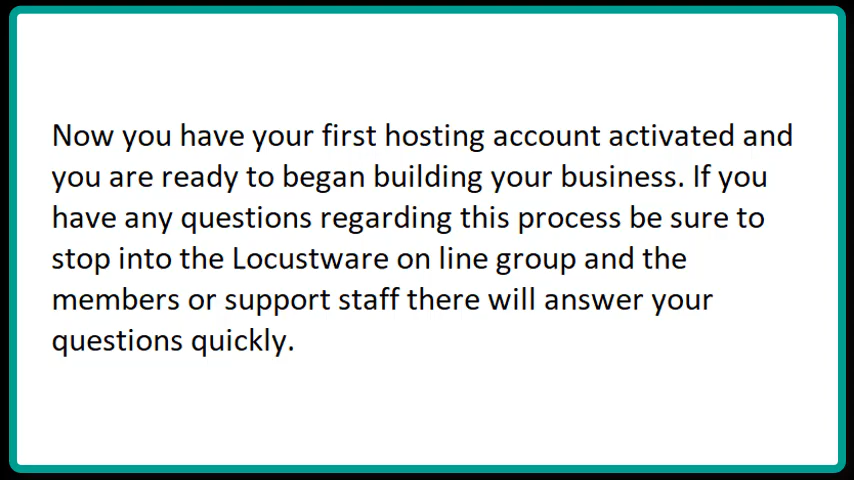 Now you have your first hosting account activated and
you are ready to began building your business. If you
have any questions regarding this process be sure to
stop into the Locustware on line group and the
members or support staff there will answer your
questions quickly.